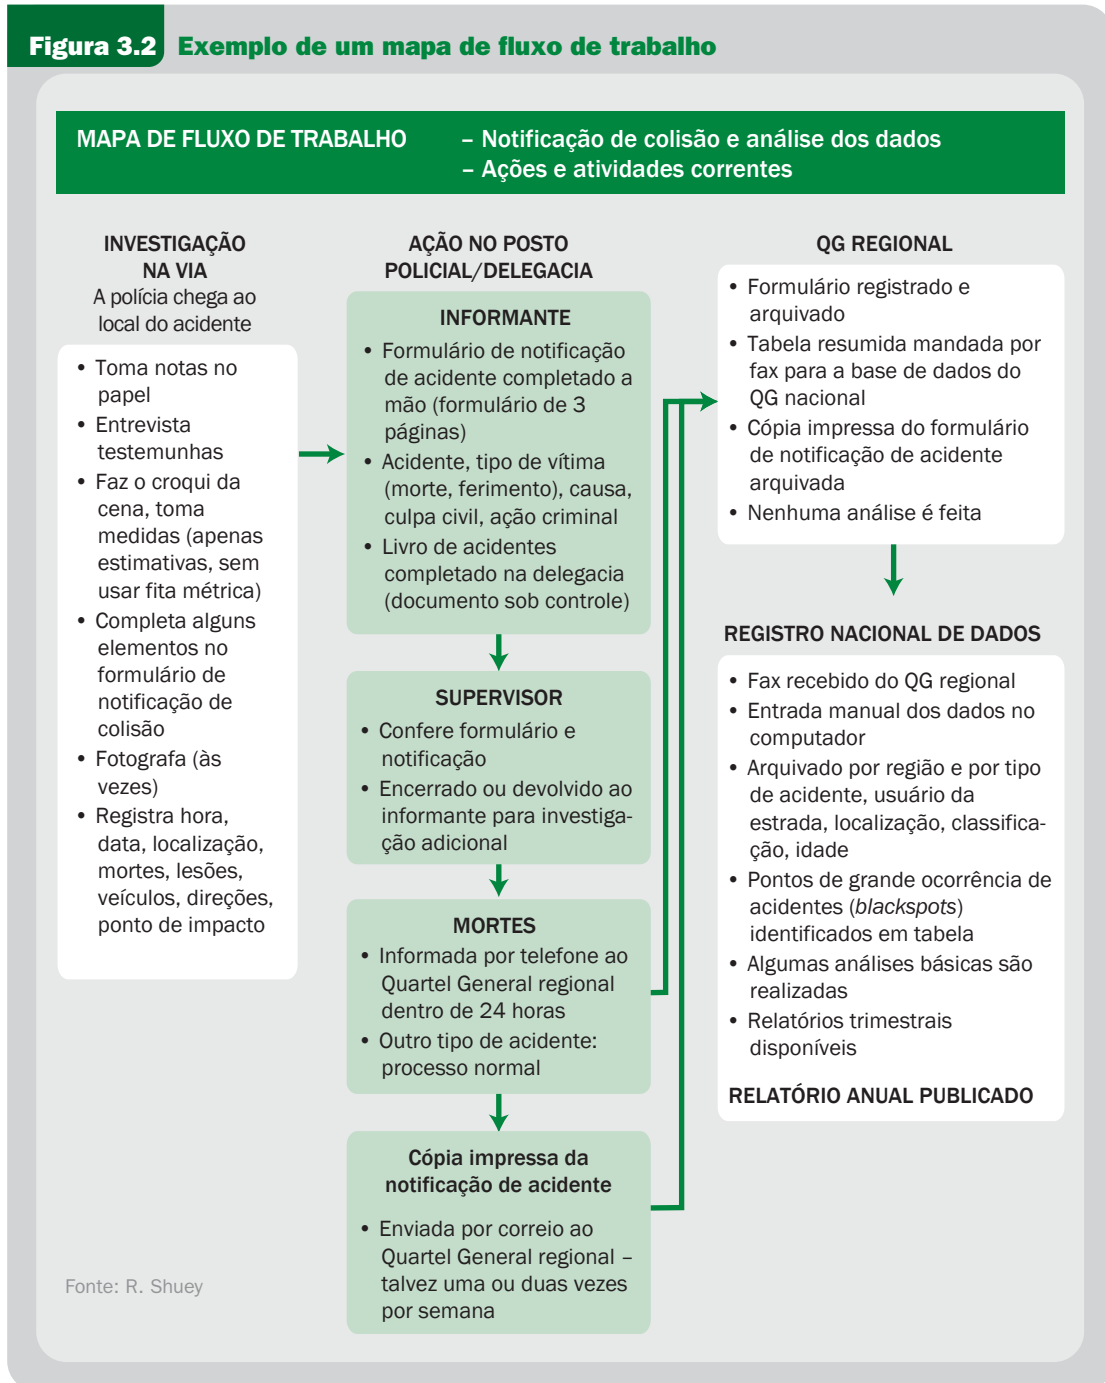 Figura 3.2 Exemplo de um mapa de fluxo de trabalho
MAPA DE FLUXO DE TRABALHO – Notificação de colisão e análise dos dados
– Ações e atividades correntes
INVESTIGAÇÃO
NA VIA
A polícia chega ao
local do acidente
• Toma notas no
papel
• Entrevista
testemunhas
• Faz o croqui da
cena, toma
medidas (apenas
estimativas, sem
usar fita métrica)
• Completa alguns
elementos no
formulário de
notificação de
colisão
• Fotografa (às
vezes)
• Registra hora,
data, localização,
mortes, lesões,
veículos, direções,
ponto de impacto
AÇÃO NO POSTO
POLICIAL/DELEGACIA
INFORMANTE
• Formulário de notificação
de acidente completado a
mão (formulário de 3
páginas)
• Acidente, tipo de vítima
(morte, ferimento), causa,
culpa civil, ação criminal
• Livro de acidentes
completado na delegacia
(documento sob controle)
SUPERVISOR
• Confere formulário e
notificação
• Encerrado ou devolvido ao
informante para investiga-
ção adicional
MORTES
• Informada por telefone ao
Quartel General regional
dentro de 24 horas
• Outro tipo de acidente:
processo normal
Cópia impressa da
notificação de acidente
• Enviada por correio ao
Quartel General regional –
talvez uma ou duas vezes
por semana
QG REGIONAL
• Formulário registrado e
arquivado
• Tabela resumida mandada por
fax para a base de dados do
QG nacional
• Cópia impressa do formulário
de notificação de acidente
arquivada
• Nenhuma análise é feita
REGISTRO NACIONAL DE DADOS
• Fax recebido do QG regional
• Entrada manual dos dados no
computador
• Arquivado por região e por tipo
de acidente, usuário da
estrada, localização, classifica-
ção, idade
• Pontos de grande ocorrência de
acidentes (blackspots)
identificados em tabela
• Algumas análises básicas são
realizadas
• Relatórios trimestrais
disponíveis
RELATÓRIO ANUAL PUBLICADO
Fonte: R. Shuey